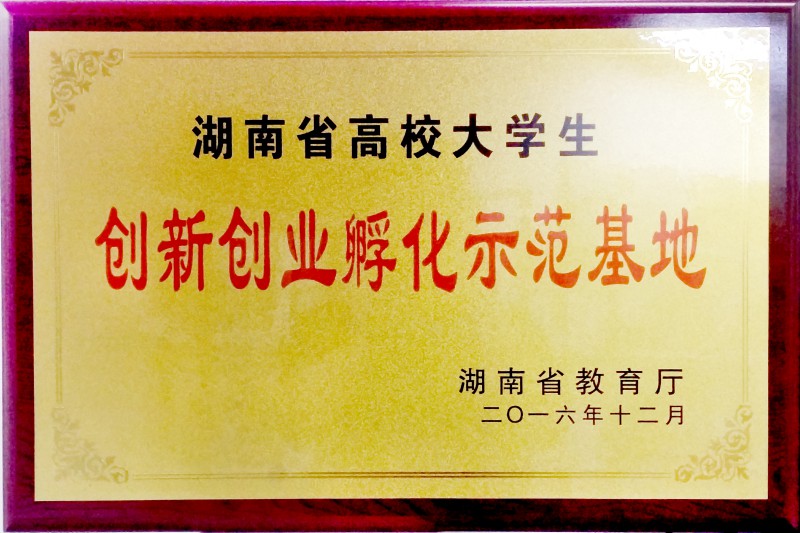 湖南省高校大学生
创新创业孵化示范基地
湖南省教育厅
二〇一六年十二月